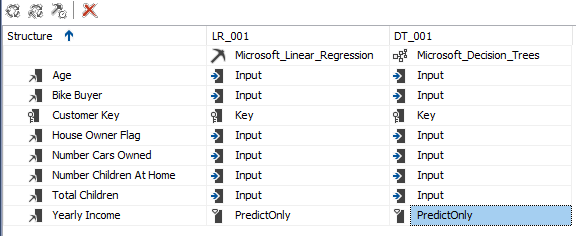 Structure LR_001 DT_001
Microsoft_Linear_Regression Microsoft_Decision_Trees
Age Input Input
Bike Buyer Input Input
Customer Key Key Key
House Owner Flag Input Input
Number Cars Owned Input Input
Number Children At Home Input Input
Total Children Input Input
Yearly Income PredictOnly PredictOnly